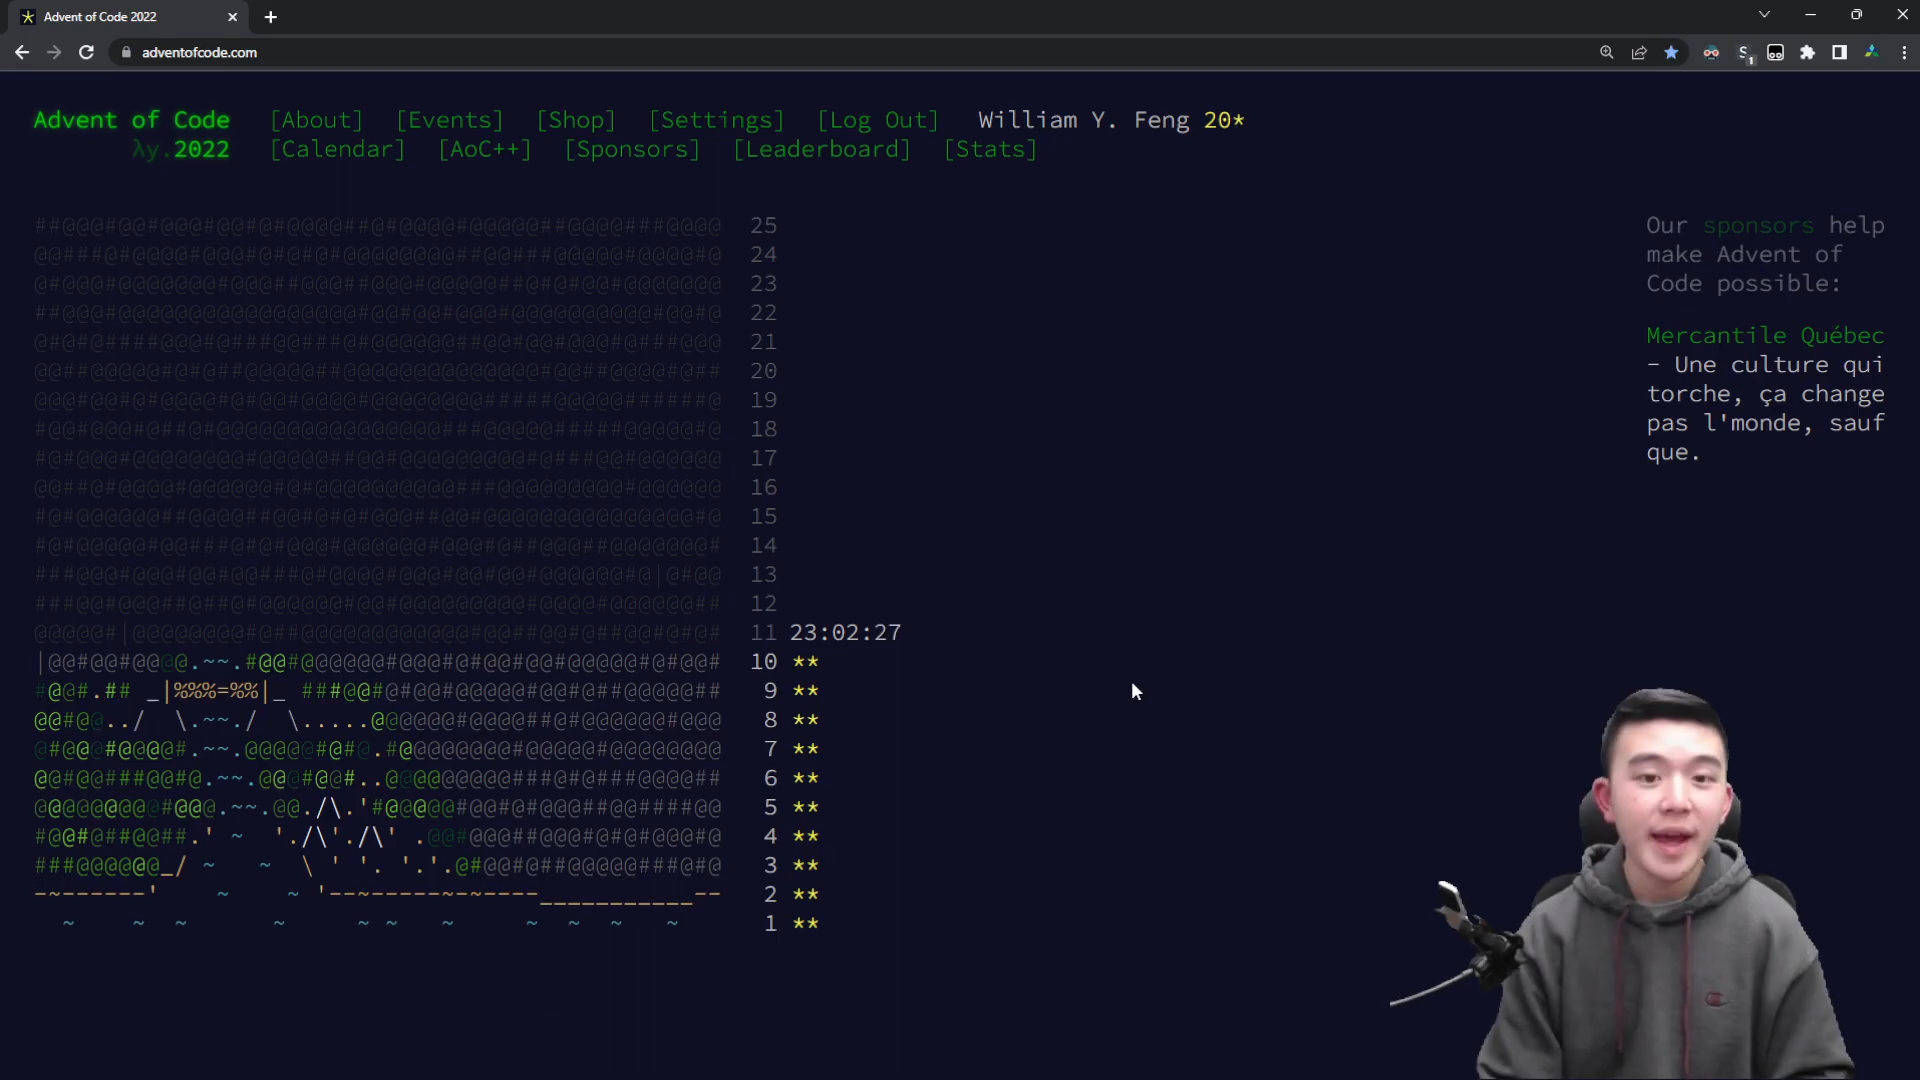 Advent of Code 2022
adventofcode.com
Advent of Code [About] [Events] [Shop] [Settings] [Log Out] William Y. Feng 20*
λy.2022 [Calendar] [AoC++] [Sponsors] [Leaderboard] [Stats]
25
24
23
22
21
20
19
18
17
16
15
14
13
12
11 23:02:27
10 **
9 **
8 **
7 **
6 **
5 **
4 **
3 **
2 **
1 **
Our sponsors help
make Advent of
Code possible:
Mercantile Québec
- Une culture qui
torche, ça change
pas l'monde, sauf
que.